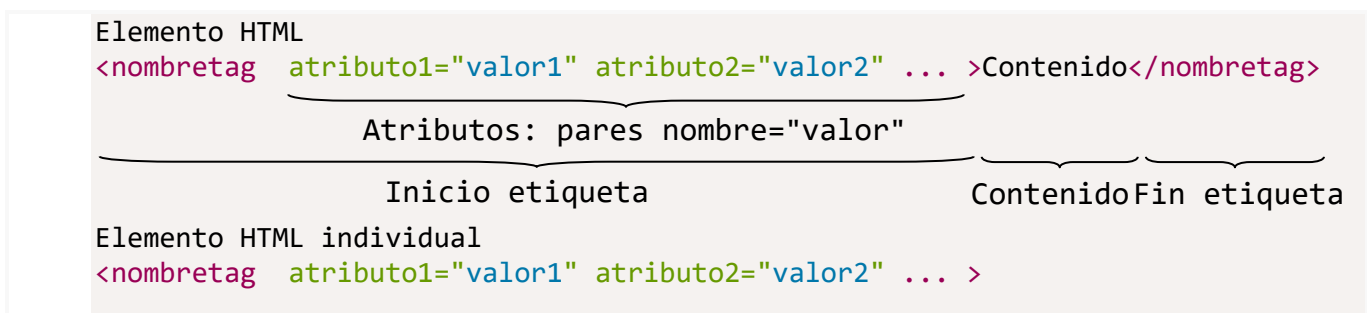 Elemento HTML
<nombretag  atributo1="valor1" atributo2="valor2" ... >Contenido</nombretag>
Atributos: pares nombre="valor"
Inicio etiqueta Contenido Fin etiqueta
Elemento HTML individual
<nombretag  atributo1="valor1" atributo2="valor2" ... >